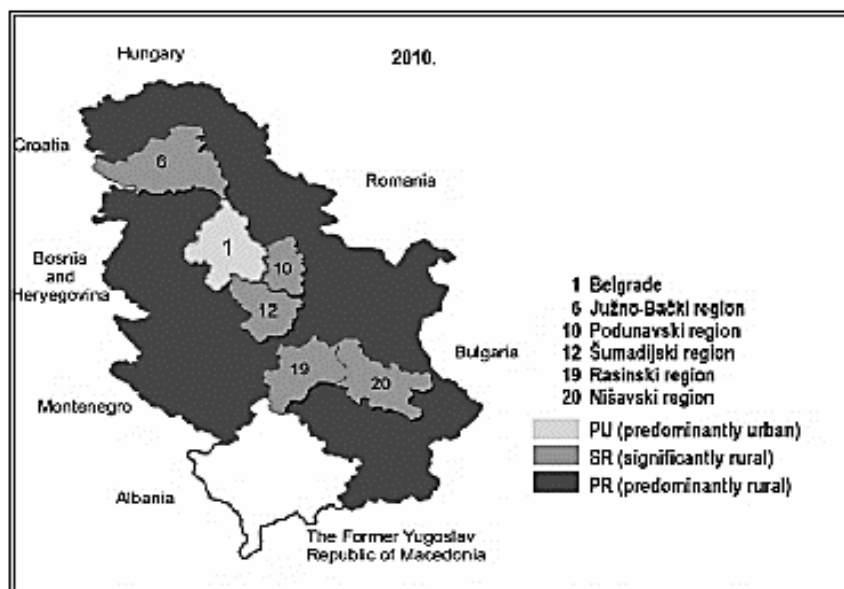 Hungary
2010.
Croatia
6
Romania
1
Bosnia
and
Heryegovina
10
12
1 Belgrade
6 Južno-Bački region
10 Podunavski region
12 Šumadijski region
19 Rasinski region
20 Nišavski region
Bulgaria
19
20
Montenegro
PU (predominantly urban)
SR (significantly rural)
PR (predominantly rural)
Albania
The Former Yugoslav
Republic of Macedonia